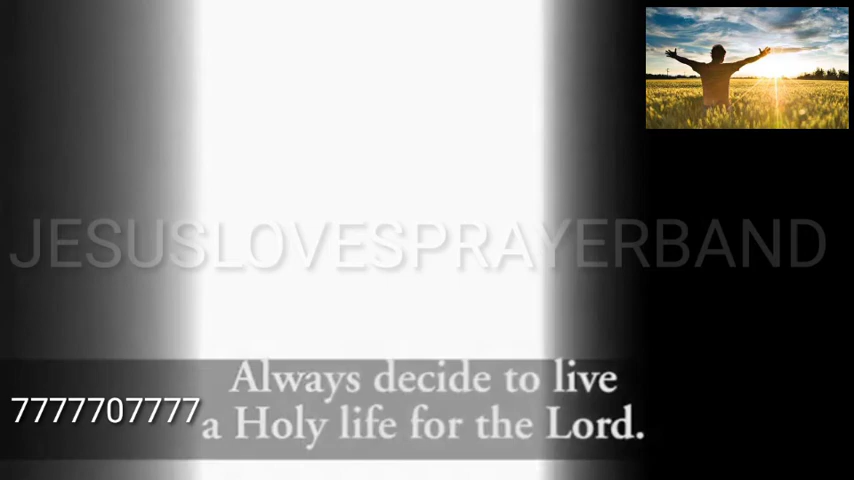 JESUSLOVESPRAYERBAND
Always decide to live
7777707777
a Holy life for the Lord.